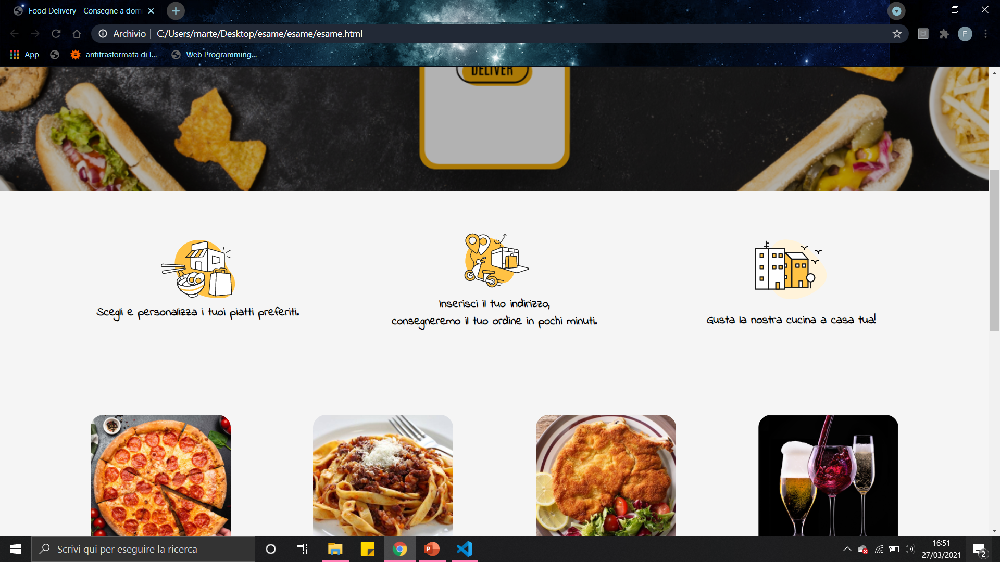 Food Delivery - Consegne a dom
Archivio | C:/Users/marte/Desktop/esame/esame/esame.html
F
App
antitrasformata di l...
Web Programming...
DELIVER
Scegli e personalizza i tuoi piatti preferiti.
Inserisci il tuo indirizzo,
consegneremo il tuo ordine in pochi minuti.
Gusta la nostra cucina a casa tua!
Scrivi qui per eseguire la ricerca
P
16:51
27/03/2021
2